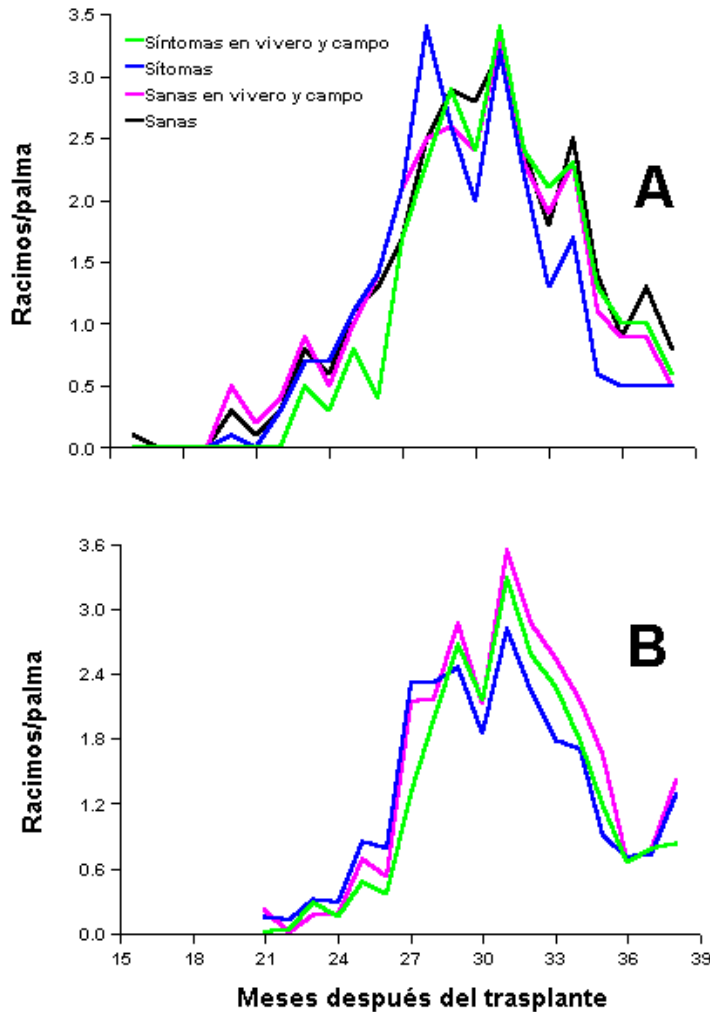 3.5
Síntomas en vivero y campo
Sítomas
Sanas en vivero y campo
Sanas
3.0
2.5
2.0
1.5
1.0
0.5
0.0
Racimos/palma
A
3.6
3.0
2.4
1.8
1.2
0.6
0.0
Racimos/palma
B
15 18 21 24 27 30 33 36 39
Meses después del trasplante